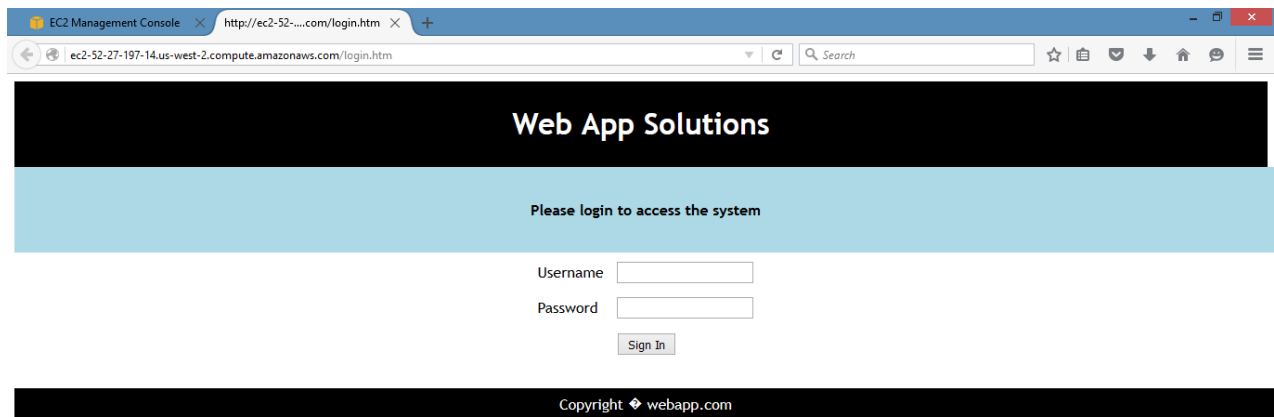 EC2 Management Console http://ec2-52-....com/login.htm
ec2-52-27-197-14.us-west-2.compute.amazonaws.com/login.htm Search
Web App Solutions
Please login to access the system
Username
Password
Sign In
Copyright � webapp.com